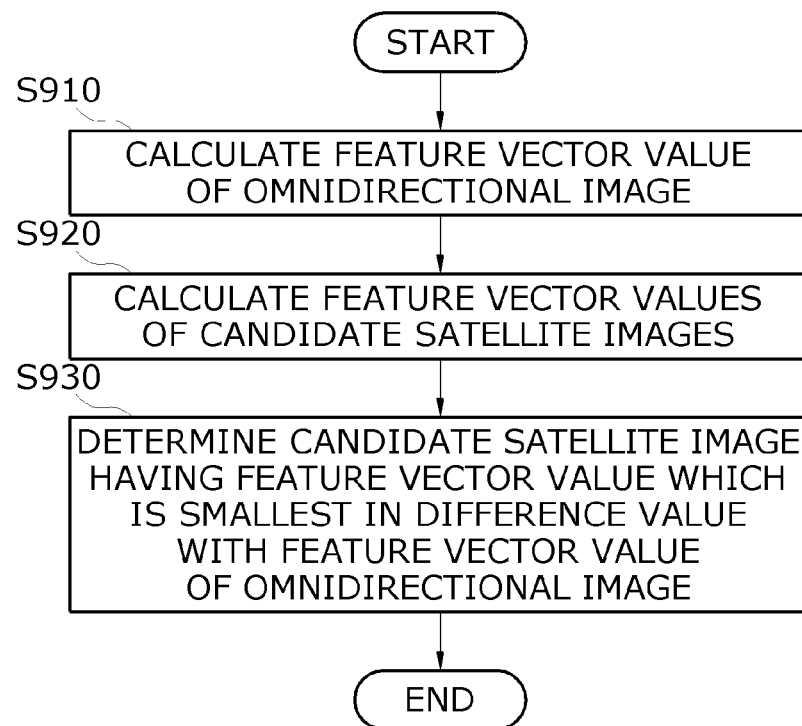 START
S910
CALCULATE FEATURE VECTOR VALUE
OF OMNIDIRECTIONAL IMAGE
S920
CALCULATE FEATURE VECTOR VALUES
OF CANDIDATE SATELLITE IMAGES
S930
DETERMINE CANDIDATE SATELLITE IMAGE
HAVING FEATURE VECTOR VALUE WHICH
IS SMALLEST IN DIFFERENCE VALUE
WITH FEATURE VECTOR VALUE
OF OMNIDIRECTIONAL IMAGE
END